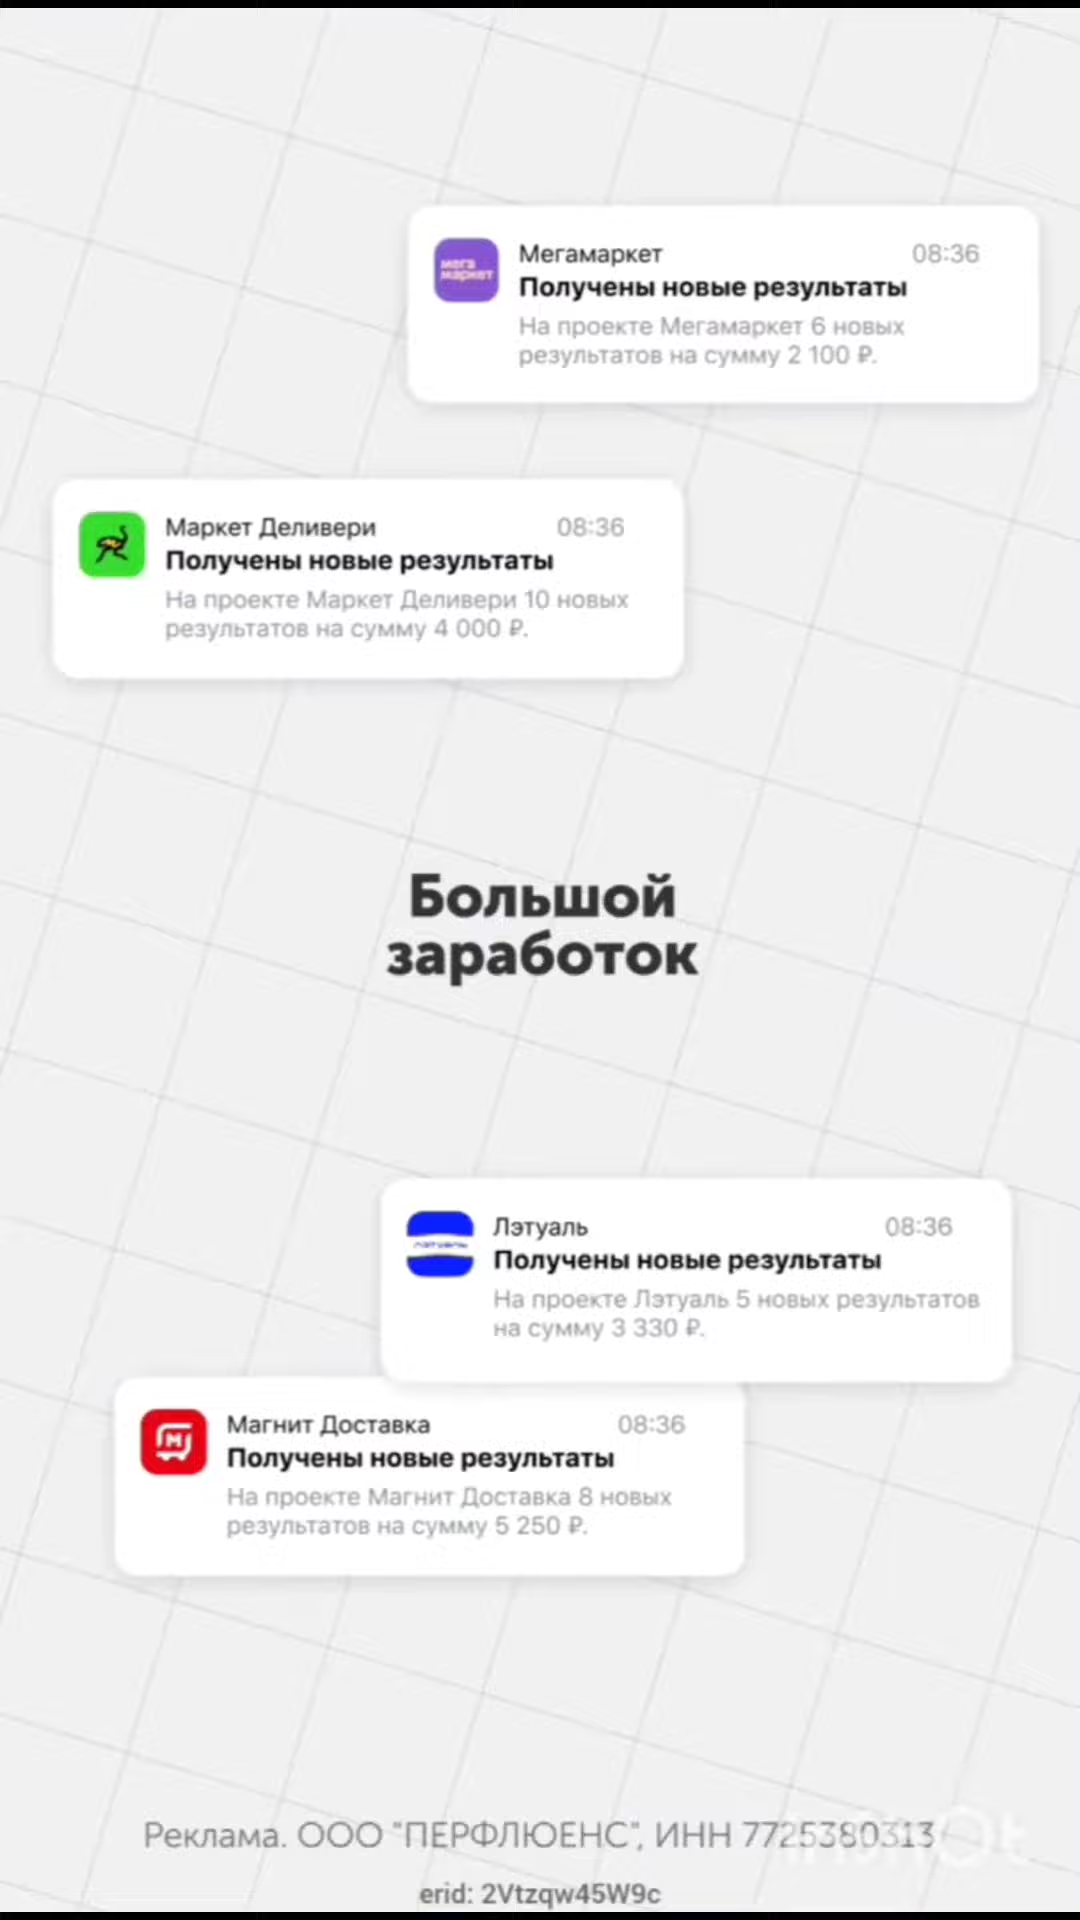 мега
маркет
Мегамаркет 08:36
Получены новые результаты
На проекте Мегамаркет 6 новых
результатов на сумму 2 100 ₽.
Маркет Деливери 08:36
Получены новые результаты
На проекте Маркет Деливери 10 новых
результатов на сумму 4 000 ₽.
Большой
заработок
Лэтуаль 08:36
Получены новые результаты
На проекте Лэтуаль 5 новых результатов
на сумму 3 330 ₽.
Магнит Доставка 08:36
Получены новые результаты
На проекте Магнит Доставка 8 новых
результатов на сумму 5 250 ₽.
Реклама. ООО "ПЕРФЛЮЕНС", ИНН 7725380313
InShOt
erid: 2Vtzqw45W9c